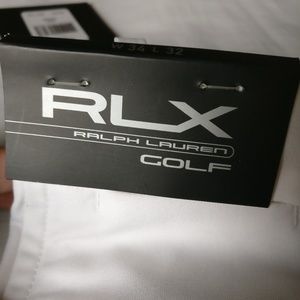 W 34 L 32
RLX
RALPH LAUREN
GOLF